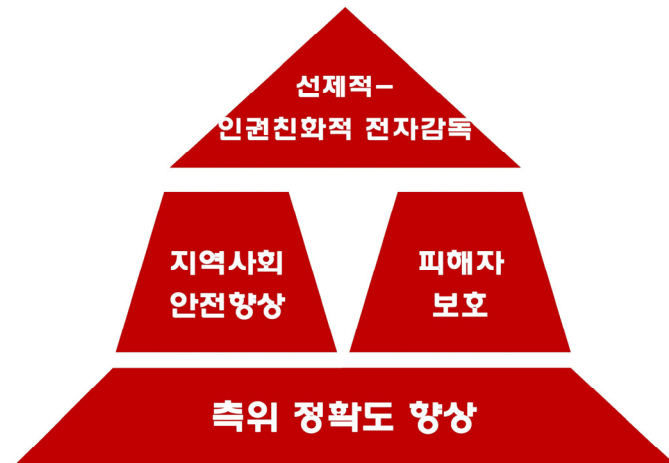 선제적-
인권친화적 전자감독
지역사회
안전향상
피해자
보호
측위 정확도 향상